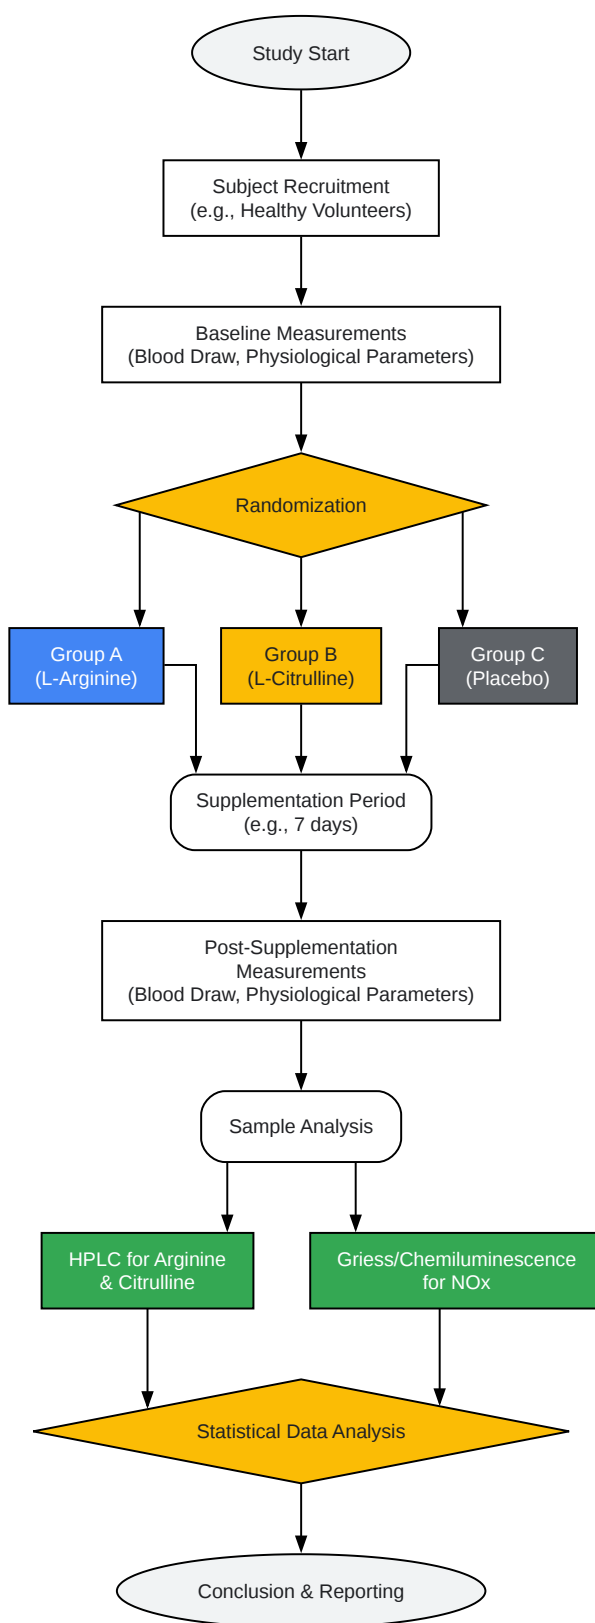 Study Start
Subject Recruitment
(e.g., Healthy Volunteers)
Baseline Measurements
(Blood Draw, Physiological Parameters)
Randomization
Group A
(L-Arginine)
Group B
(L-Citrulline)
Group C
(Placebo)
Supplementation Period
(e.g., 7 days)
Post-Supplementation
Measurements
(Blood Draw, Physiological Parameters)
Sample Analysis
HPLC for Arginine
& Citrulline
Griess/Chemiluminescence
for NOx
Statistical Data Analysis
Conclusion & Reporting